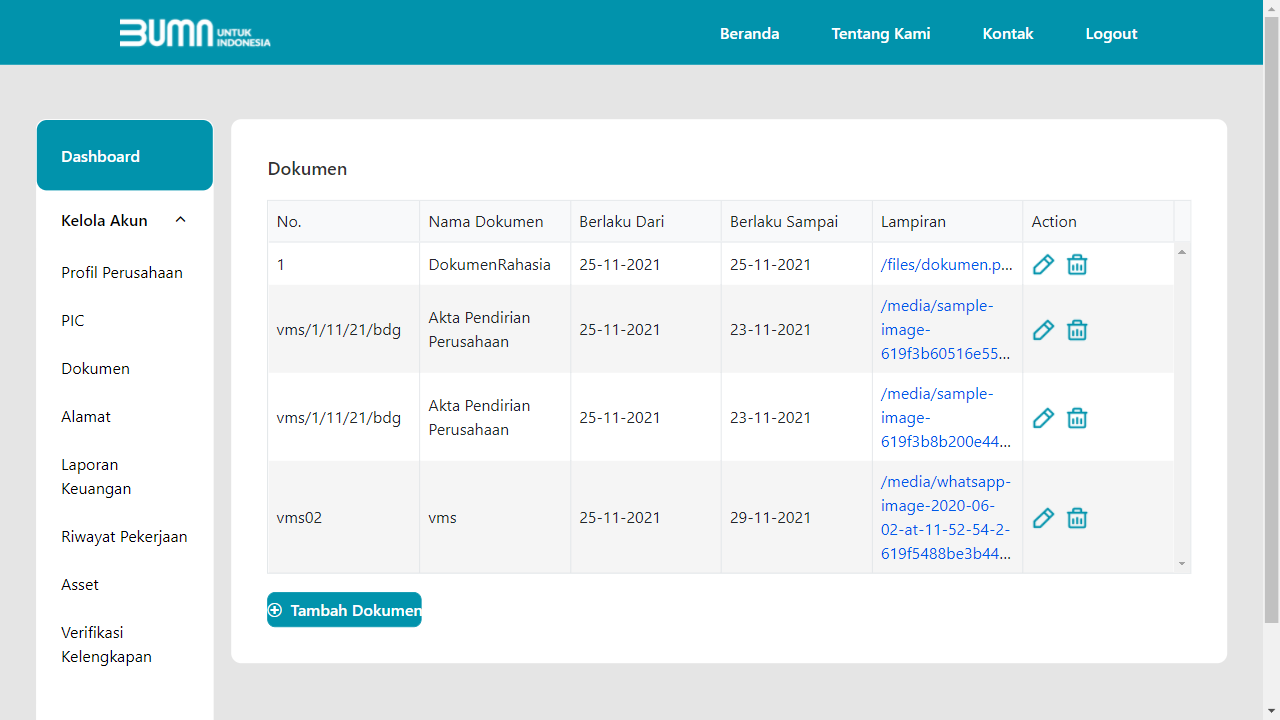 BUMN UNTUK INDONESIA
Beranda Tentang Kami Kontak Logout
Dashboard
Kelola Akun
Profil Perusahaan
PIC
Dokumen
Alamat
Laporan
Keuangan
Riwayat Pekerjaan
Asset
Verifikasi
Kelengkapan
Dokumen
No. Nama Dokumen Berlaku Dari Berlaku Sampai Lampiran Action
1 DokumenRahasia 25-11-2021 25-11-2021 /files/dokumen.p...
vms/1/11/21/bdg Akta Pendirian Perusahaan 25-11-2021 23-11-2021 /media/sample-image-619f3b60516e55...
vms/1/11/21/bdg Akta Pendirian Perusahaan 25-11-2021 23-11-2021 /media/sample-image-619f3b8b200e44...
vms02 vms 25-11-2021 29-11-2021 /media/whatsapp-image-2020-06-02-at-11-52-54-2-619f5488be3b44...
Tambah Dokumen